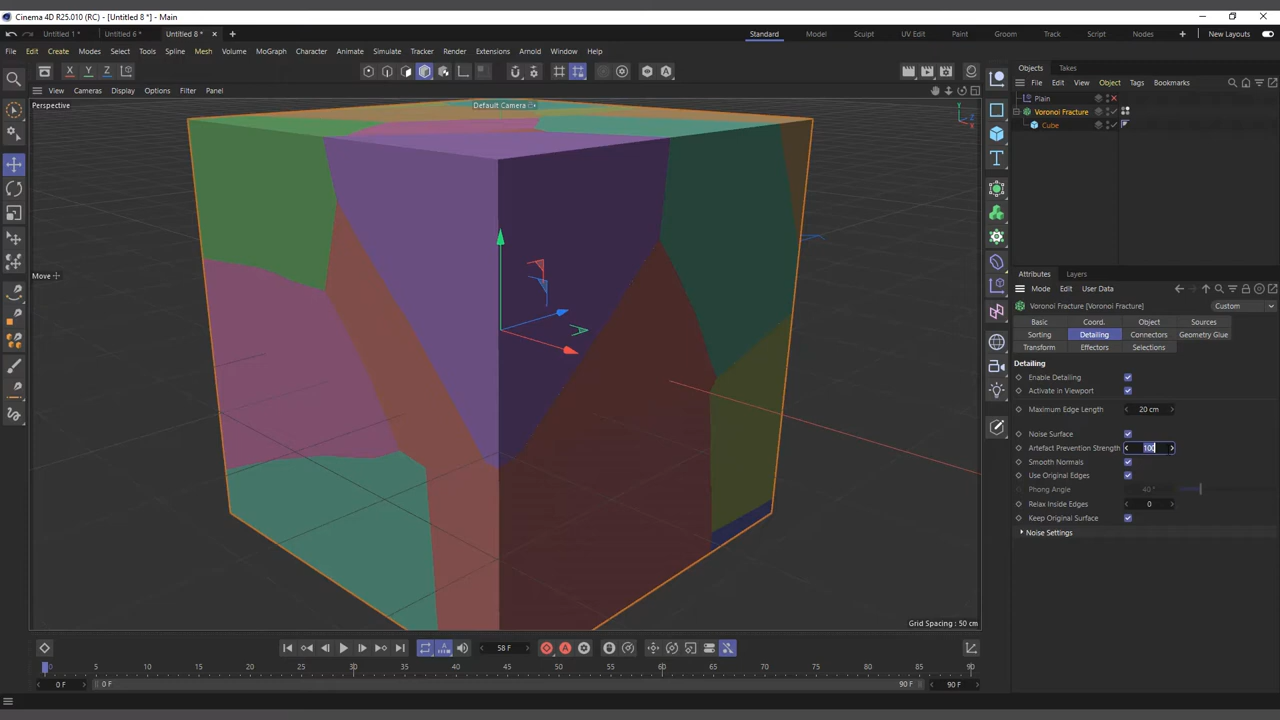 Cinema 4D R25.010 (RC) - [Untitled 8 *] - Main
Untitled 1 * Untitled 6 * Untitled 8 * Standard Model Sculpt UV Edit Paint Groom Track Script Nodes New Layouts
File Edit Create Modes Select Tools Spline Mesh Volume MoGraph Character Animate Simulate Tracker Render Extensions Arnold Window Help
Objects Takes
X Y Z
File Edit View Object Tags Bookmarks
View Cameras Display Options Filter Panel
Plain
Perspective
Default Camera
Voronoi Fracture
Cube
Move
Attributes Layers
Mode Edit User Data
Voronoi Fracture [Voronoi Fracture] Custom
Basic Coord. Object Sources
Sorting Detailing Connectors Geometry Glue
Transform Effectors Selections
Detailing
Enable Detailing
Activate in Viewport
Maximum Edge Length 20 cm
Noise Surface
Artefact Prevention Strength 100
Smooth Normals
Use Original Edges
Phong Angle 40 °
Relax Inside Edges 0
Keep Original Surface
Noise Settings
Grid Spacing : 50 cm
58 F
0 5 10 15 20 25 30 35 40 45 50 55 60 65 70 75 80 85 90
0 F 0 F 90 F 90 F